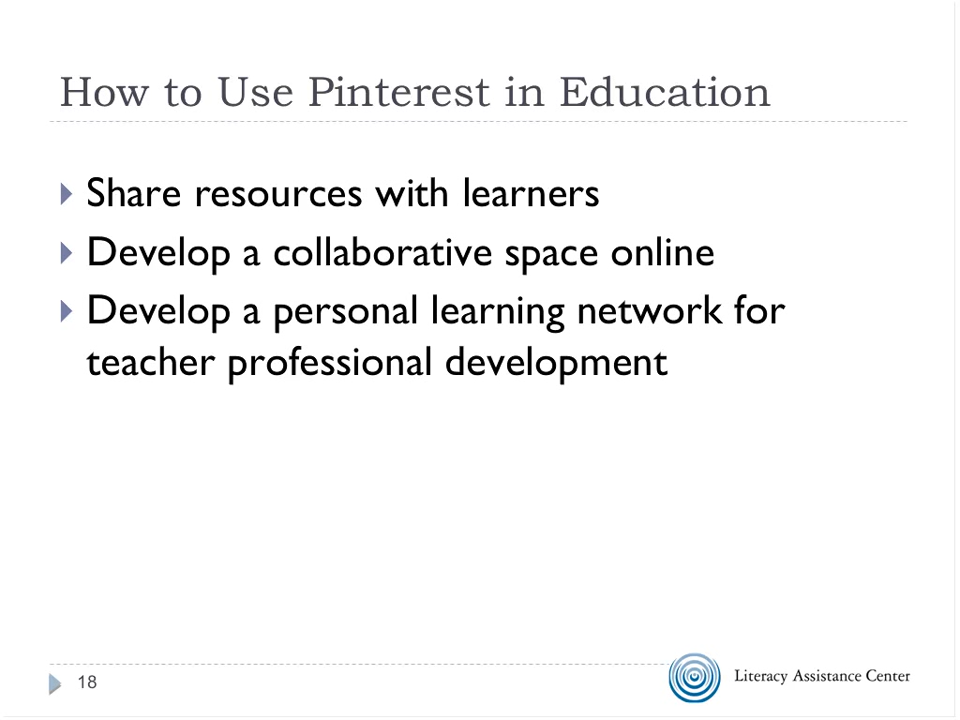 How to Use Pinterest in Education
Share resources with learners
Develop a collaborative space online
Develop a personal learning network for
teacher professional development
18
Literacy Assistance Center